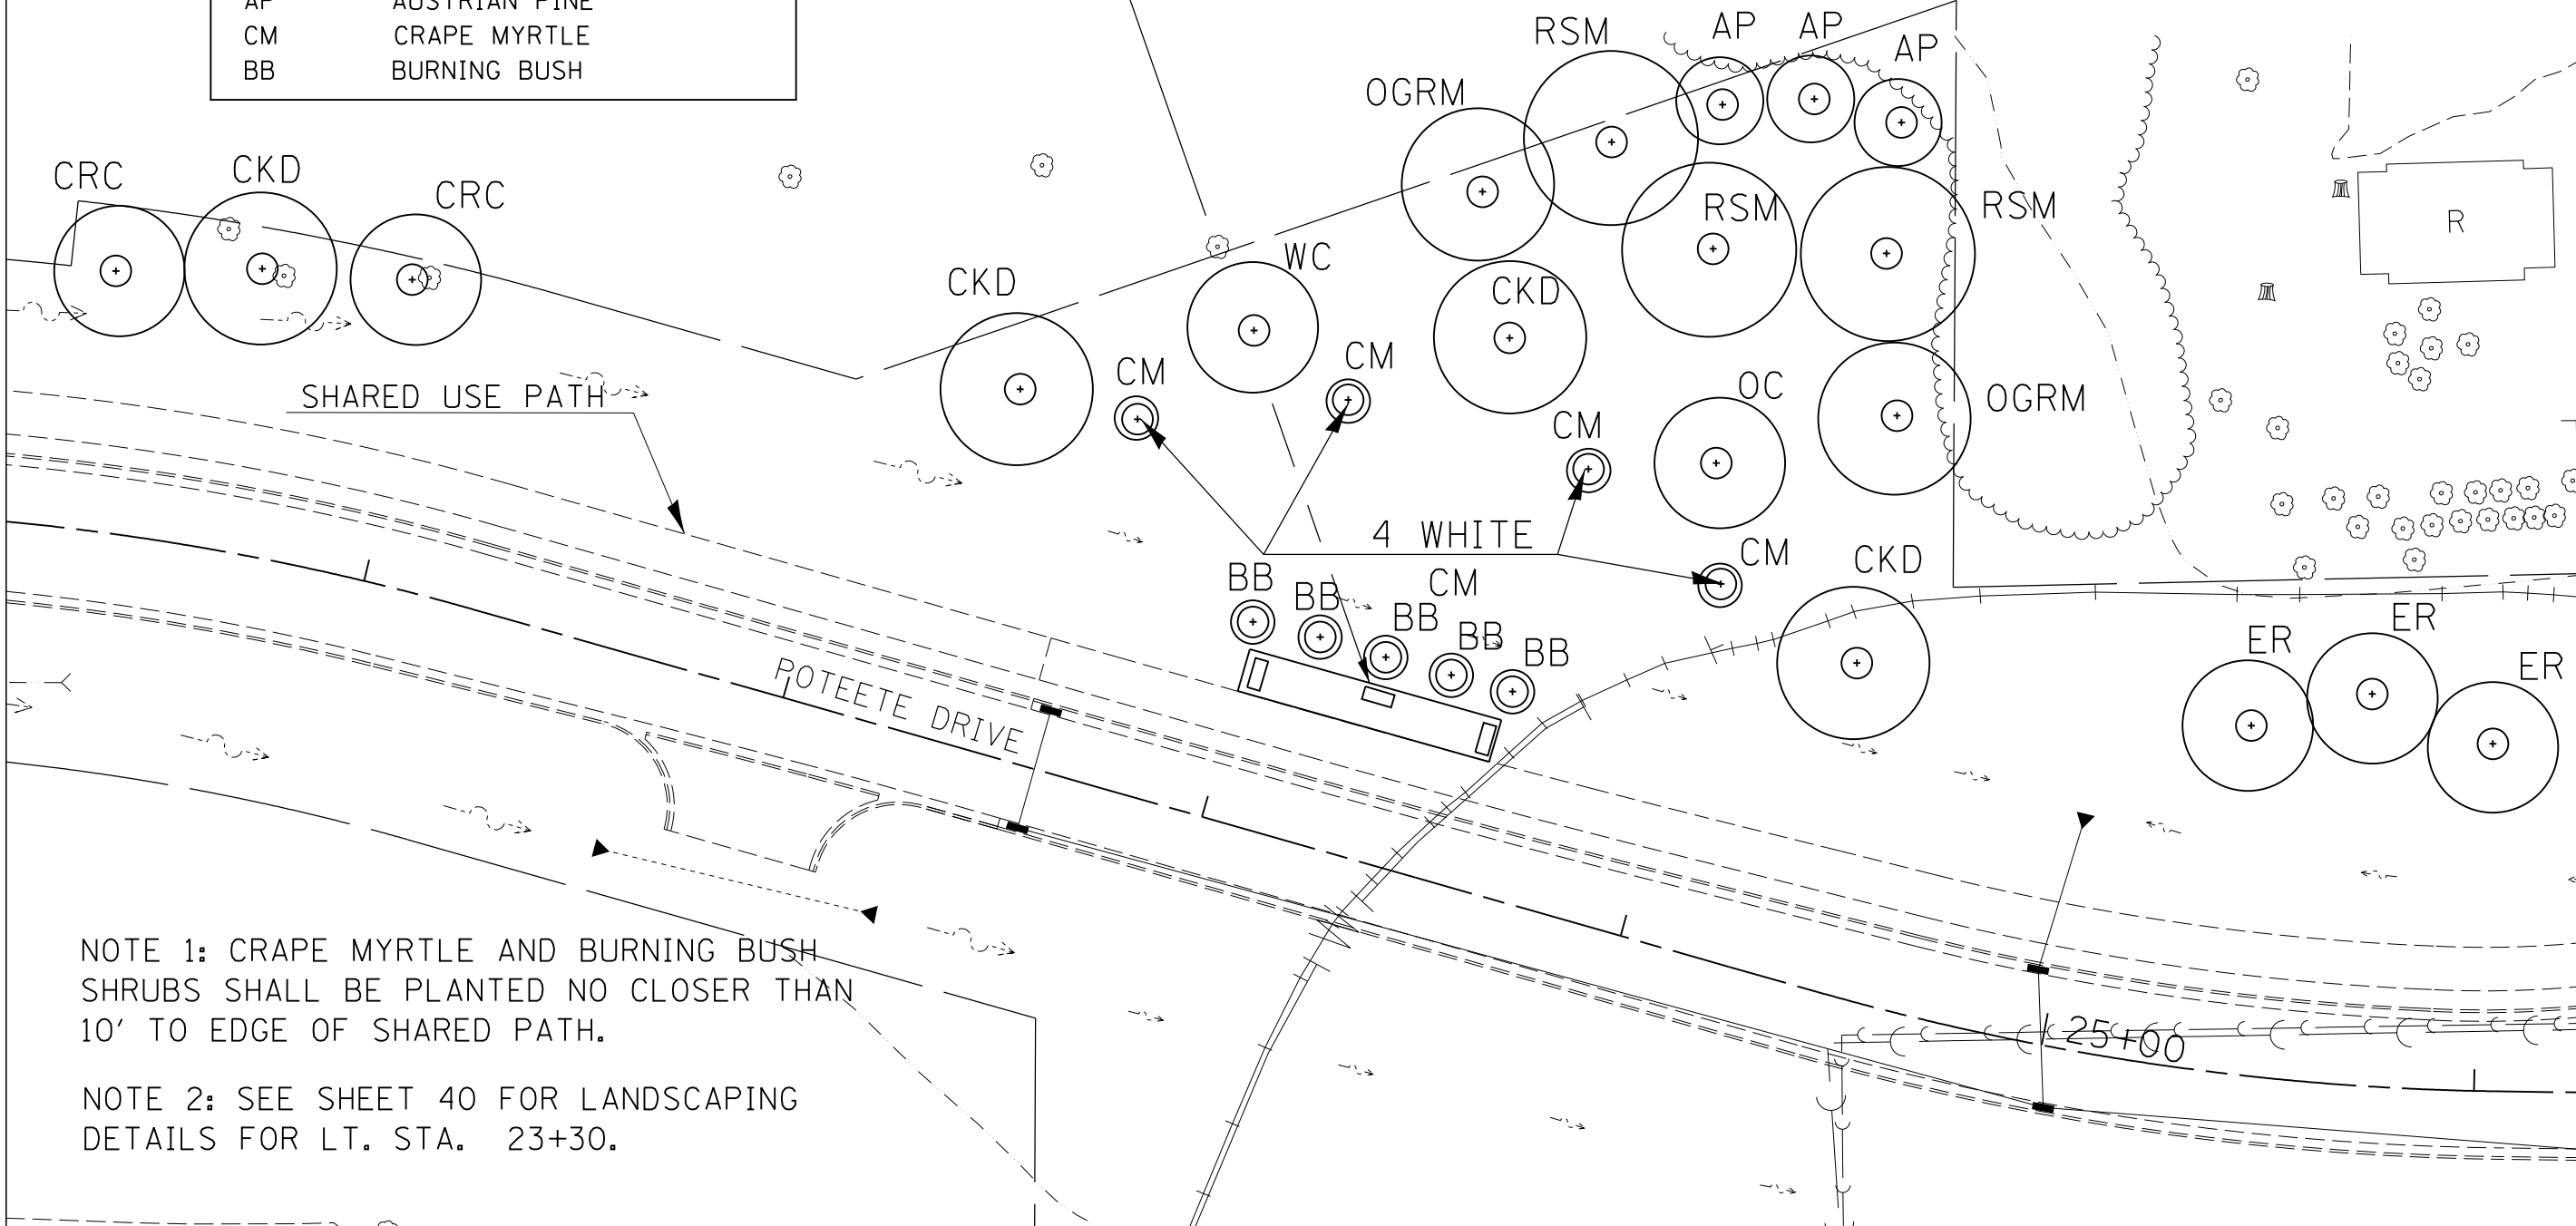 AP AUSTRIAN PINE
CM CRAPE MYRTLE
BB BURNING BUSH
RSM
AP
AP
AP
OGRM
CRC
CKD
CRC
RSM
RSM
R
WC
CKD
CKD
CM
CM
OC
OGRM
SHARED USE PATH
CM
4 WHITE
CM
CM
CKD
BB
BB
BB
BB
BB
ER
ER
ER
POTEETE DRIVE
NOTE 1: CRAPE MYRTLE AND BURNING BUSH
SHRUBS SHALL BE PLANTED NO CLOSER THAN
10' TO EDGE OF SHARED PATH.
25+00
NOTE 2: SEE SHEET 40 FOR LANDSCAPING
DETAILS FOR LT. STA. 23+30.